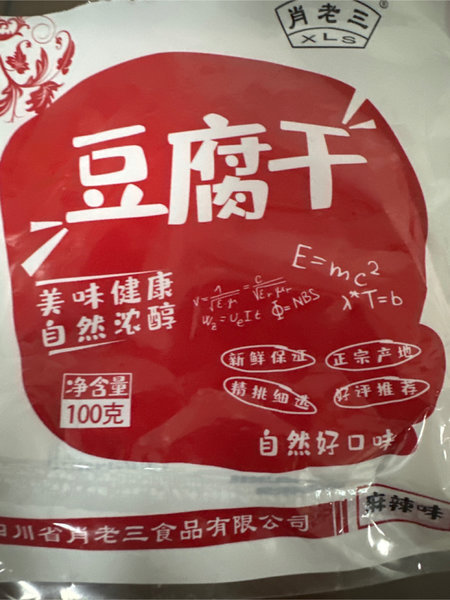 肖老三
XLS
豆腐干
美味健康
自然浓醇
E=mc²
λ*T=b
Φ=NBS
新鲜保证
正宗产地
精挑细选
好评推荐
净含量
100克
自然好口味
麻辣味
四川省肖老三食品有限公司